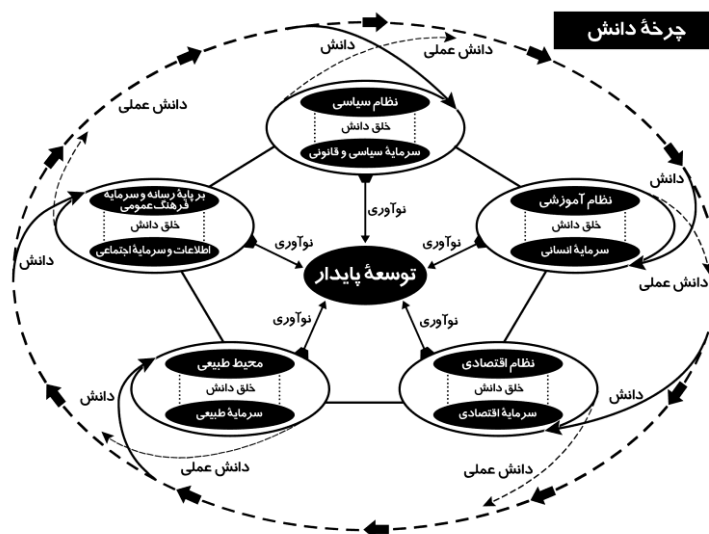 چرخهٔ دانش
دانش
دانش عملی
نظام سیاسی
خلق دانش
سرمایهٔ سیاسی و قانونی
نوآوری
دانش
نظام آموزشی
خلق دانش
سرمایهٔ انسانی
نوآوری
دانش عملی
دانش عملی
بر پایهٔ رسانه و سرمایه
فرهنگ عمومی
خلق دانش
اطلاعات و سرمایهٔ اجتماعی
نوآوری
دانش
توسعهٔ پایدار
نوآوری
نظام اقتصادی
خلق دانش
سرمایهٔ اقتصادی
دانش
دانش عملی
نوآوری
محیط طبیعی
خلق دانش
سرمایهٔ طبیعی
دانش
دانش عملی